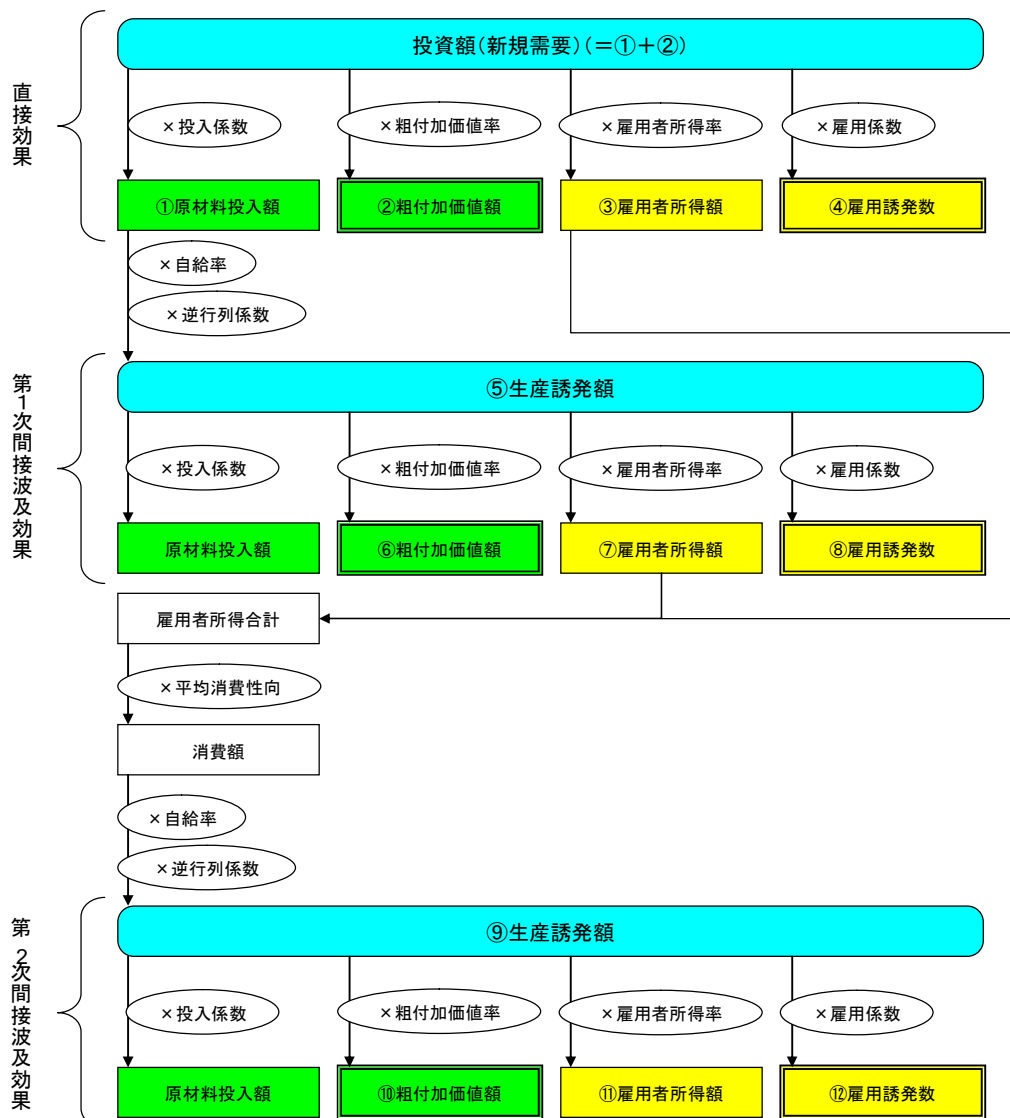 投資額(新規需要)(=①+②)
直接効果
×投入係数
×粗付加価値率
×雇用者所得率
×雇用係数
①原材料投入額
②粗付加価値額
③雇用者所得額
④雇用誘発数
×自給率
×逆行列係数
⑤生産誘発額
第1次間接波及効果
×投入係数
×粗付加価値率
×雇用者所得率
×雇用係数
原材料投入額
⑥粗付加価値額
⑦雇用者所得額
⑧雇用誘発数
雇用者所得合計
×平均消費性向
消費額
×自給率
×逆行列係数
⑨生産誘発額
第2次間接波及効果
×投入係数
×粗付加価値率
×雇用者所得率
×雇用係数
原材料投入額
⑩粗付加価値額
⑪雇用者所得額
⑫雇用誘発数